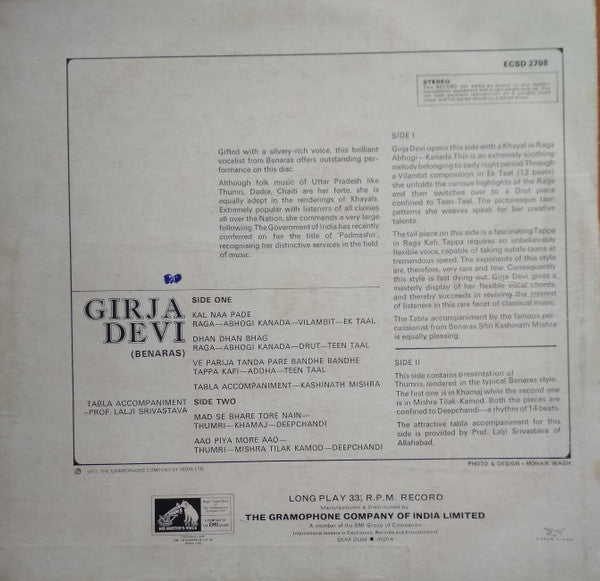 ECSD 2708
STEREO
Gifted with a silvery-rich voice, this brilliant
vocalist from Benaras offers outstanding per-
formance on this disc.
Although folk music of Uttar Pradesh like
Thumri, Dadra, Chaiti are her forte, she is
equally adept in the renderings of Khayals.
Extremely popular with listeners of all classes
all over the Nation, she commands a very large
following. The Government of India has recently
conferred on her the title of 'Padmashri',
recognising her distinctive services in the field
of music.
SIDE I
Girja Devi opens this side with a Khayal in Raga
Abhogi—Kanada This is an extremely soothing
melody belonging to early night period Through
a Vilambit composition in Ek Taal (12 beats)
she unfolds the various highlights of the Raga
and then switches over to a Drut piece
confined to Teen-Taal. The picturesque taan
patterns she weaves speak for her creative
talents.
The tail piece on this side is a fascinating Tappa
in Raga Kafi. Tappa requires an unbelievably
flexible voice, capable of taking subtle taans at
tremendous speed. The exponents of this style
are, therefore, very rare and few. Consequently
this style is fast dying out. Girja Devi gives a
masterly display of her flexible vocal chords,
and thereby succeeds in reviving the interest
of listeners in this rare facet of classical music.
The Tabla accompaniment by the famous per-
cussionist from Benaras Shri Kashinath Mishra
is equally pleasing.
SIDE II
This side contains presentation of
Thumris, rendered in the typical Benaras style.
The first one is in Khamaj while the second one
is in Mishra Tilak-Kamod. Both the pieces are
confined to Deepchandi—a rhythm of 14 beats.
The attractive tabla accompaniment for this
side is provided by Prof. Lalji Srivastava of
Allahabad.
GIRJA
DEVI
(BENARAS)
TABLA ACCOMPANIMENT
—PROF. LALJI SRIVASTAVA
SIDE ONE
KAL NAA PADE
RAGA—ABHOGI KANADA—VILAMBIT—EK TAAL
DHAN DHAN BHAG
RAGA—ABHOGI KANADA—DRUT—TEEN TAAL
VE PARIJA TANDA PARE BANDHE BANDHE
TAPPA KAFI—ADDHA—TEEN TAAL
TABLA ACCOMPANIMENT—KASHINATH MISHRA
SIDE TWO
MAD SE BHARE TORE NAIN—
THUMRI—KHAMAJ—DEEPCHANDI
AAO PIYA MORE AAO—
THUMRI—MISHRA TILAK KAMOD—DEEPCHANDI
THE GRAMOPHONE COMPANY OF INDIA LTD
PHOTO & DESIGN - MOHAN WAGH
HIS MASTER'S VOICE
EMI
LONG PLAY 33⅓ R.P.M. RECORD
Manufactured & Distributed by
THE GRAMOPHONE COMPANY OF INDIA LIMITED
A member of the EMI Group of Companies
International leaders in Electronics, Records and Entertainment
DUM DUM ● INDIA